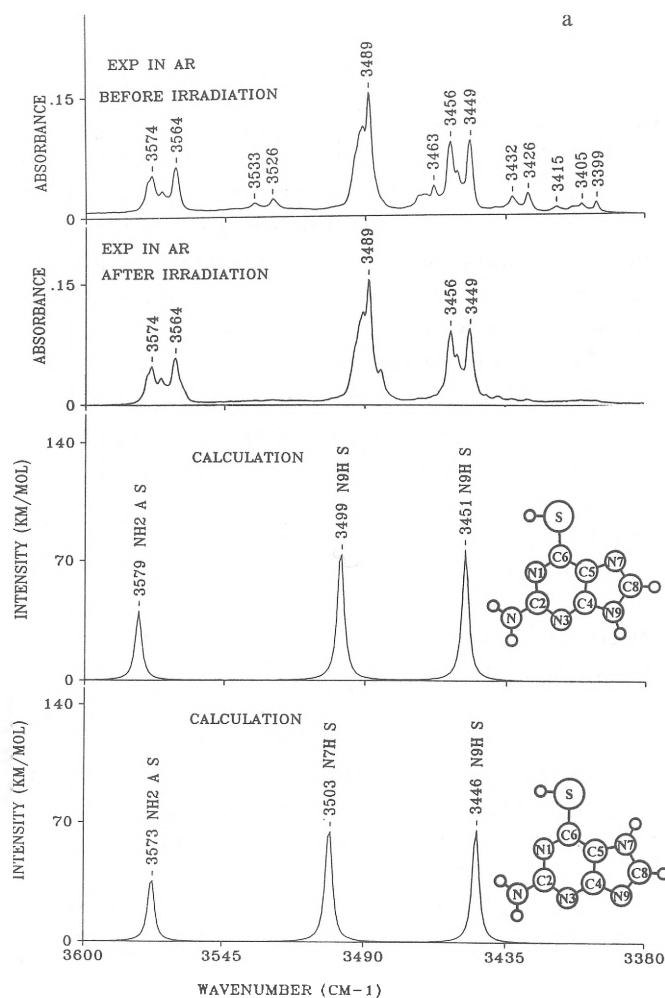 a
EXP IN AR
BEFORE IRRADIATION
ABSORBANCE
.15
0
3574
3564
3533
3526
3489
3463
3456
3449
3432
3426
3415
3405
3399
EXP IN AR
AFTER IRRADIATION
ABSORBANCE
.15
0
3574
3564
3489
3456
3449
CALCULATION
INTENSITY (KM/MOL)
140
70
0
3579 NH2 A S
3499 N9H S
3451 N9H S
S
C6
N1
C5
N7
C8
C2
C4
N
N3
N9
CALCULATION
INTENSITY (KM/MOL)
140
70
0
3573 NH2 A S
3503 N7H S
3446 N9H S
S
C6
N1
C5
N7
C8
C2
C4
N
N3
N9
3600
3545
3490
3435
3380
WAVENUMBER (CM-1)